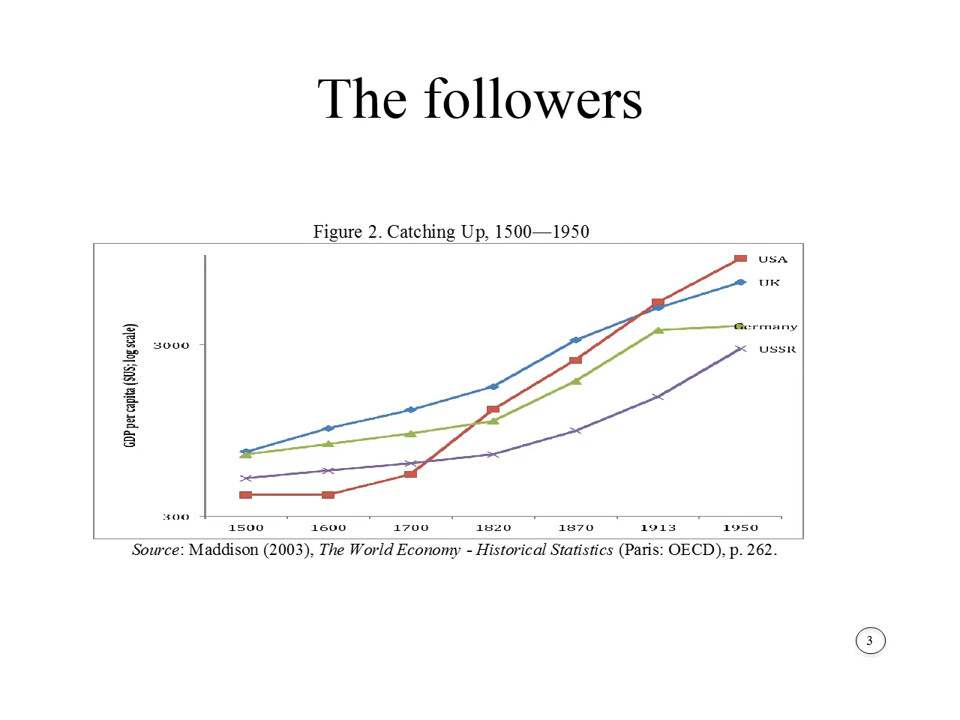 The followers
Figure 2. Catching Up, 1500—1950
GDP per capita ($US; log scale)
USA
UK
Germany
USSR
3000
300
1500 1600 1700 1820 1870 1913 1950
Source: Maddison (2003), The World Economy - Historical Statistics (Paris: OECD), p. 262.
3